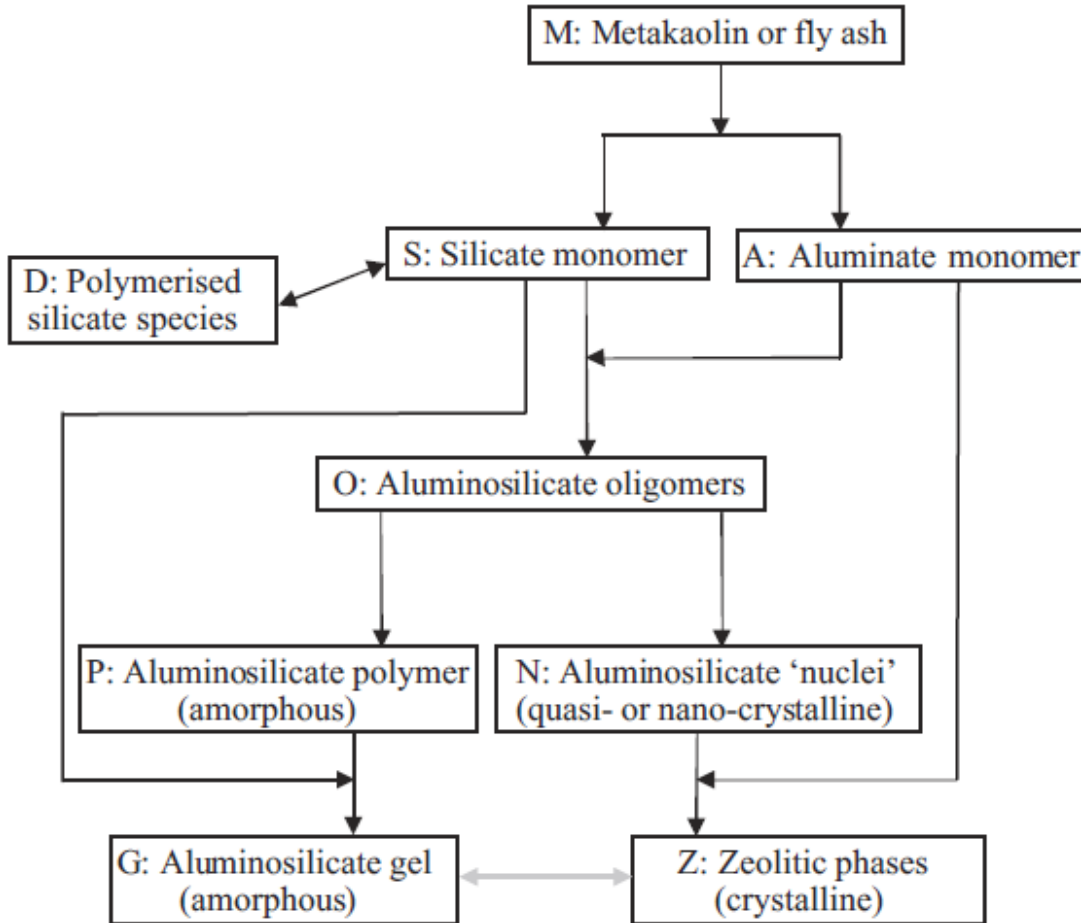 M: Metakaolin or fly ash
S: Silicate monomer
A: Aluminate monomer
D: Polymerised
silicate species
O: Aluminosilicate oligomers
P: Aluminosilicate polymer
(amorphous)
N: Aluminosilicate ‘nuclei’
(quasi- or nano-crystalline)
G: Aluminosilicate gel
(amorphous)
Z: Zeolitic phases
(crystalline)